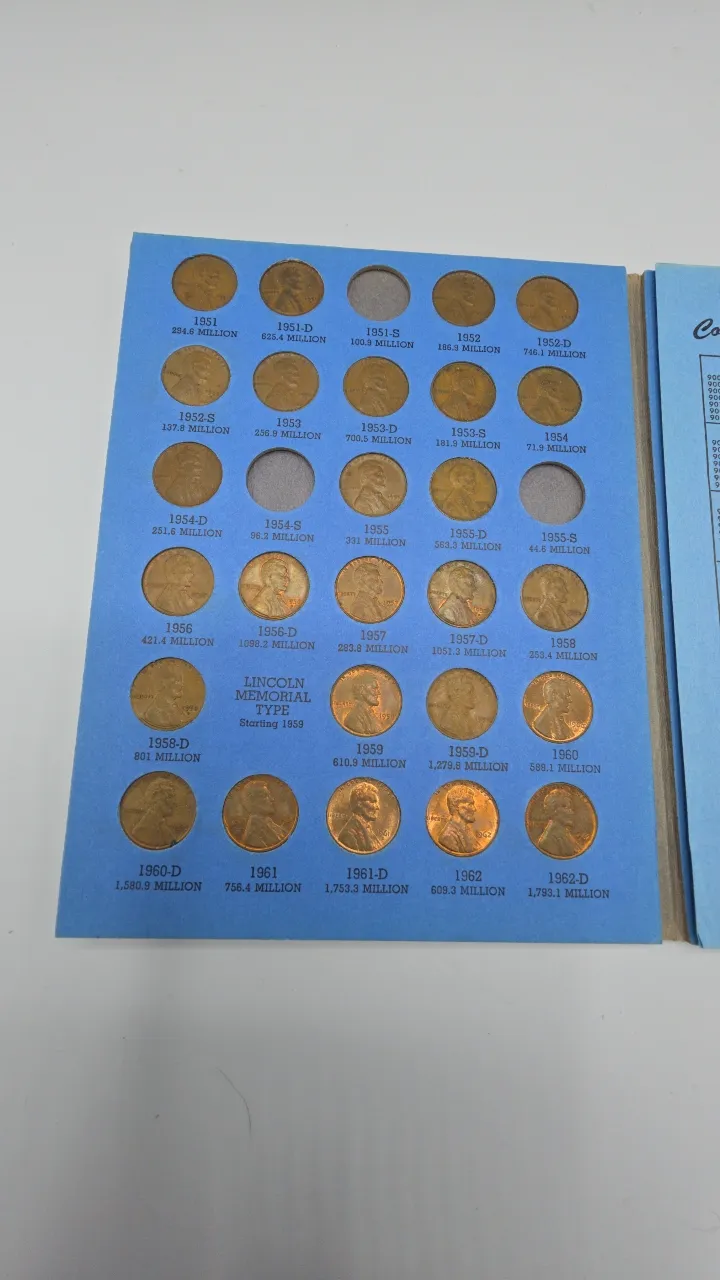 1951
294.6 MILLION
1951-D
625.4 MILLION
1951-S
100.9 MILLION
1952
186.9 MILLION
1952-D
746.1 MILLION
1952-S
137.8 MILLION
1953
256.9 MILLION
1953-D
700.5 MILLION
1953-S
181.9 MILLION
1954
71.9 MILLION
1954-D
251.6 MILLION
1954-S
96.2 MILLION
1955
331 MILLION
1955-D
563.3 MILLION
1955-S
44.6 MILLION
1956
421.4 MILLION
1956-D
1098.2 MILLION
1957
283.8 MILLION
1957-D
1051.3 MILLION
1958
253.4 MILLION
1958-D
801 MILLION
LINCOLN
MEMORIAL
TYPE
Starting 1959
1959
610.9 MILLION
1959-D
1,279.8 MILLION
1960
589.1 MILLION
1960-D
1,580.9 MILLION
1961
756.4 MILLION
1961-D
1,753.3 MILLION
1962
609.3 MILLION
1962-D
1,793.1 MILLION
Co